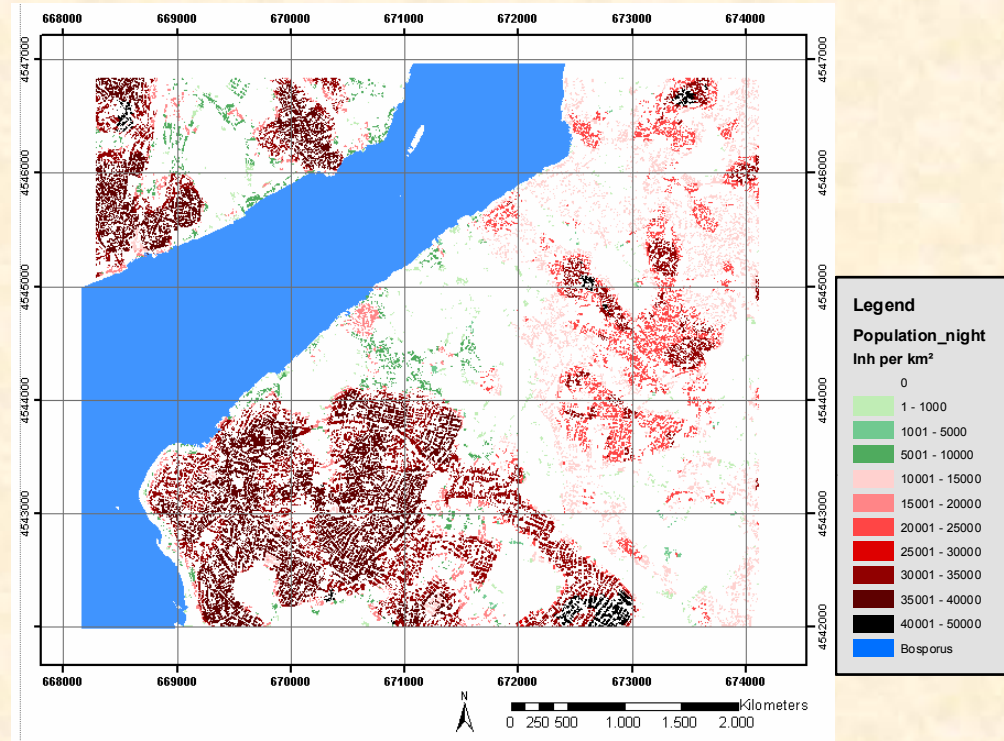 668000 669000 670000 671000 672000 673000 674000
4547000 4547000
4546000 4546000
4545000 4545000
4544000 4544000
4543000 4543000
4542000 4542000
668000 669000 670000 671000 672000 673000 674000
N
Kilometers
0 250 500 1.000 1.500 2.000
Legend
Population_night
Inh per km²
0
1 - 1000
1001 - 5000
5001 - 10000
10001 - 15000
15001 - 20000
20001 - 25000
25001 - 30000
30001 - 35000
35001 - 40000
40001 - 50000
Bosporus